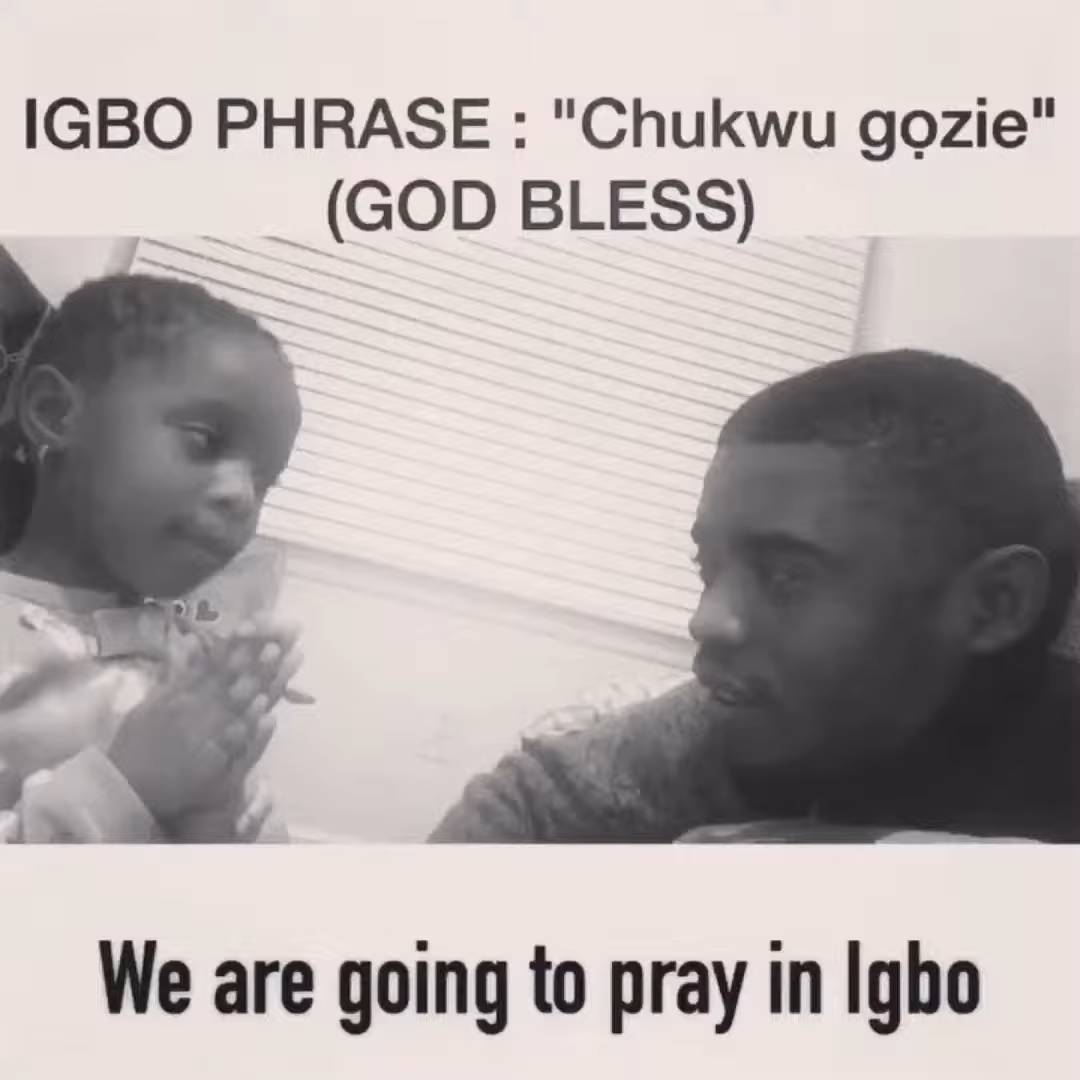 IGBO PHRASE : "Chukwu gọzie"
(GOD BLESS)
We are going to pray in Igbo